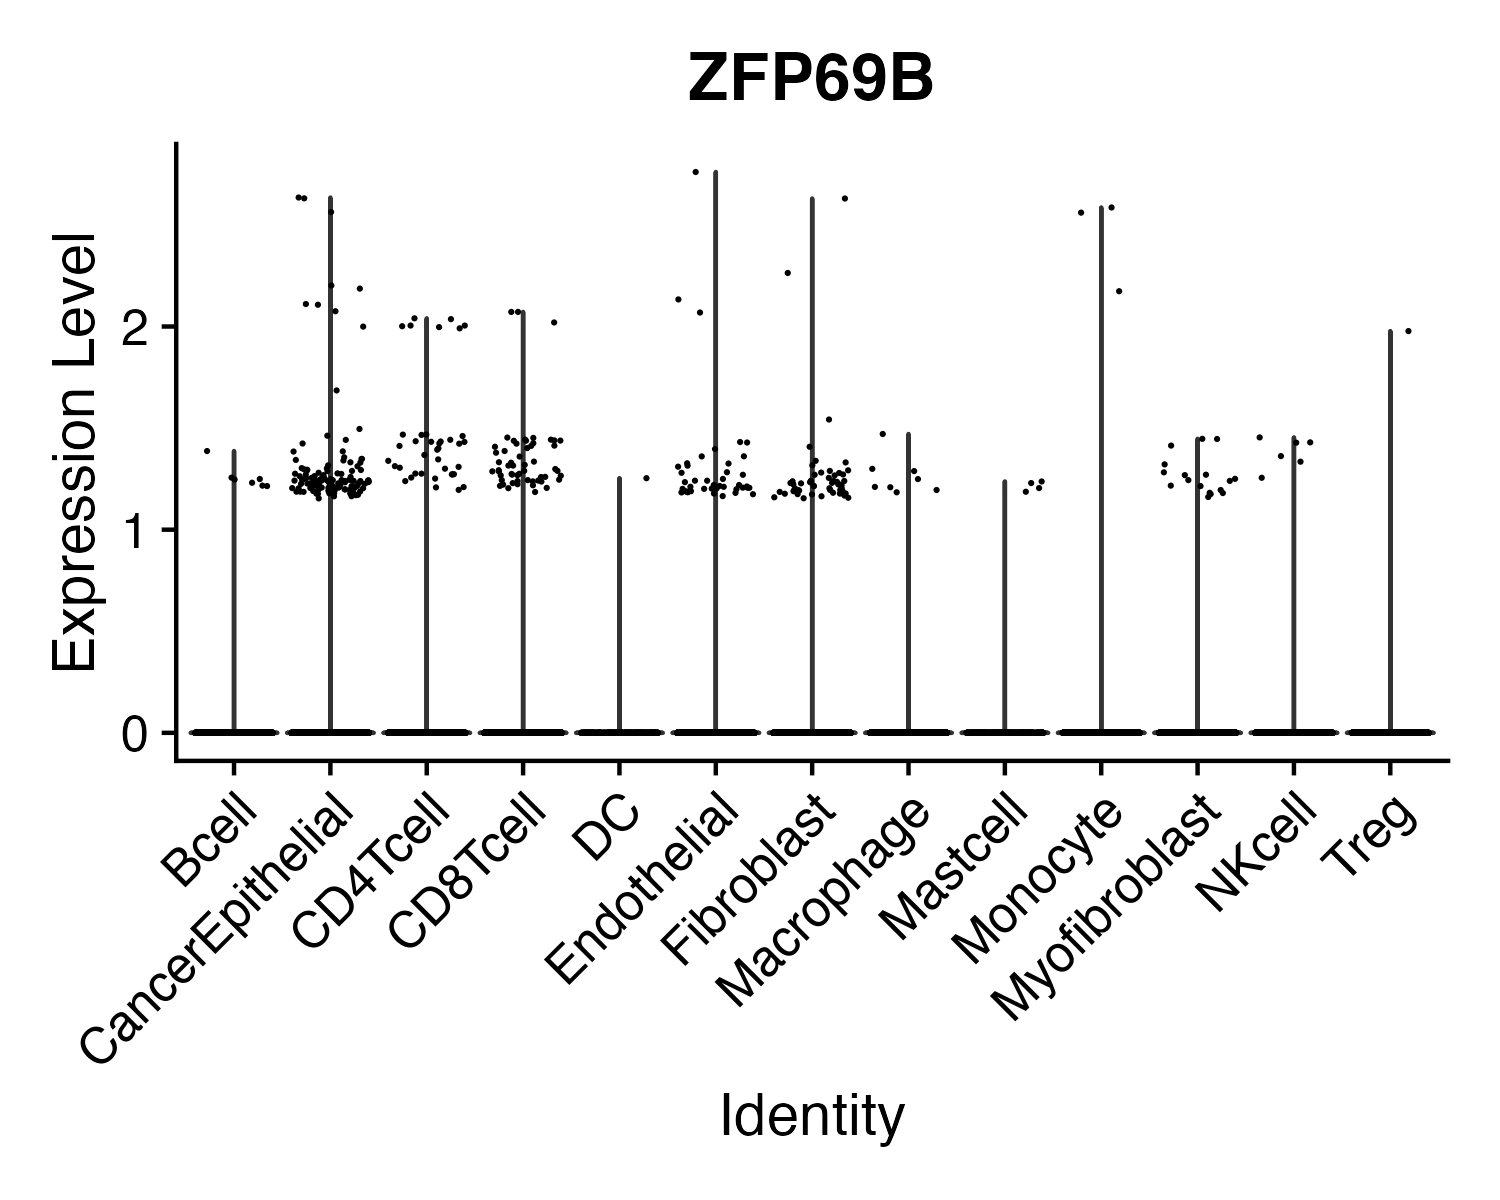 ZFP69B
Expression Level
2
1
0
Bcell
CancerEpithelial
CD4Tcell
CD8Tcell
DC
Endothelial
Fibroblast
Macrophage
Mastcell
Monocyte
Myofibroblast
NKcell
Treg
Identity